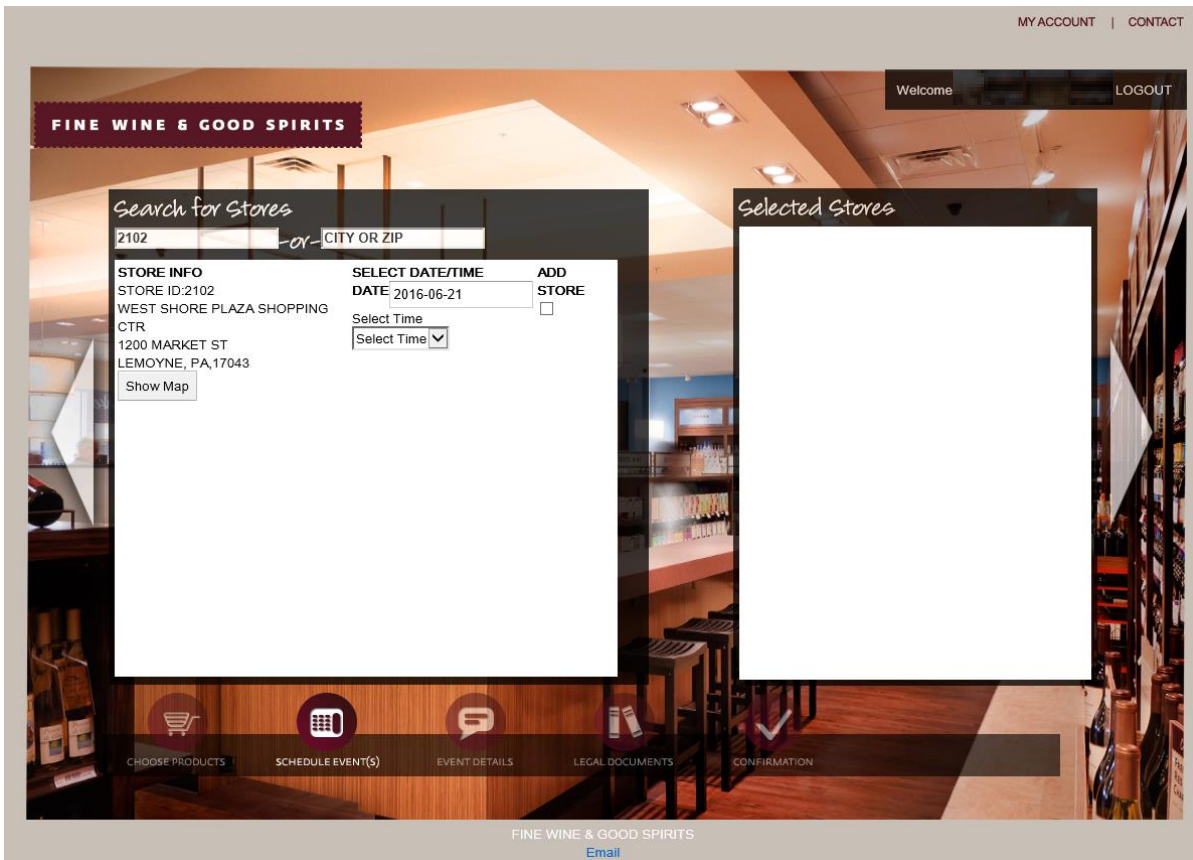 MY ACCOUNT | CONTACT
Welcome LOGOUT
FINE WINE & GOOD SPIRITS
Search for Stores
2102 -or- CITY OR ZIP
STORE INFO
STORE ID:2102
WEST SHORE PLAZA SHOPPING
CTR
1200 MARKET ST
LEMOYNE, PA,17043
Show Map
SELECT DATE/TIME
DATE 2016-06-21
Select Time
Select Time
ADD
STORE
Selected Stores
CHOOSE PRODUCTS
SCHEDULE EVENT(S)
EVENT DETAILS
LEGAL DOCUMENTS
CONFIRMATION
FINE WINE & GOOD SPIRITS
Email